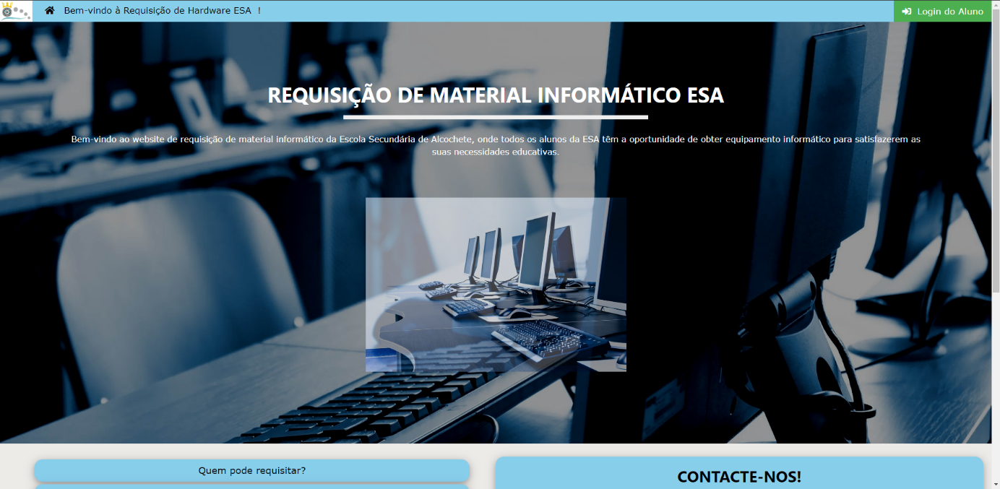 Bem-vindo à Requisição de Hardware ESA !
Login do Aluno
REQUISIÇÃO DE MATERIAL INFORMÁTICO ESA
Bem-vindo ao website de requisição de material informático da Escola Secundária de Alcochete, onde todos os alunos da ESA têm a oportunidade de obter equipamento informático para satisfazerem as
suas necessidades educativas.
Quem pode requisitar?
CONTACTE-NOS!